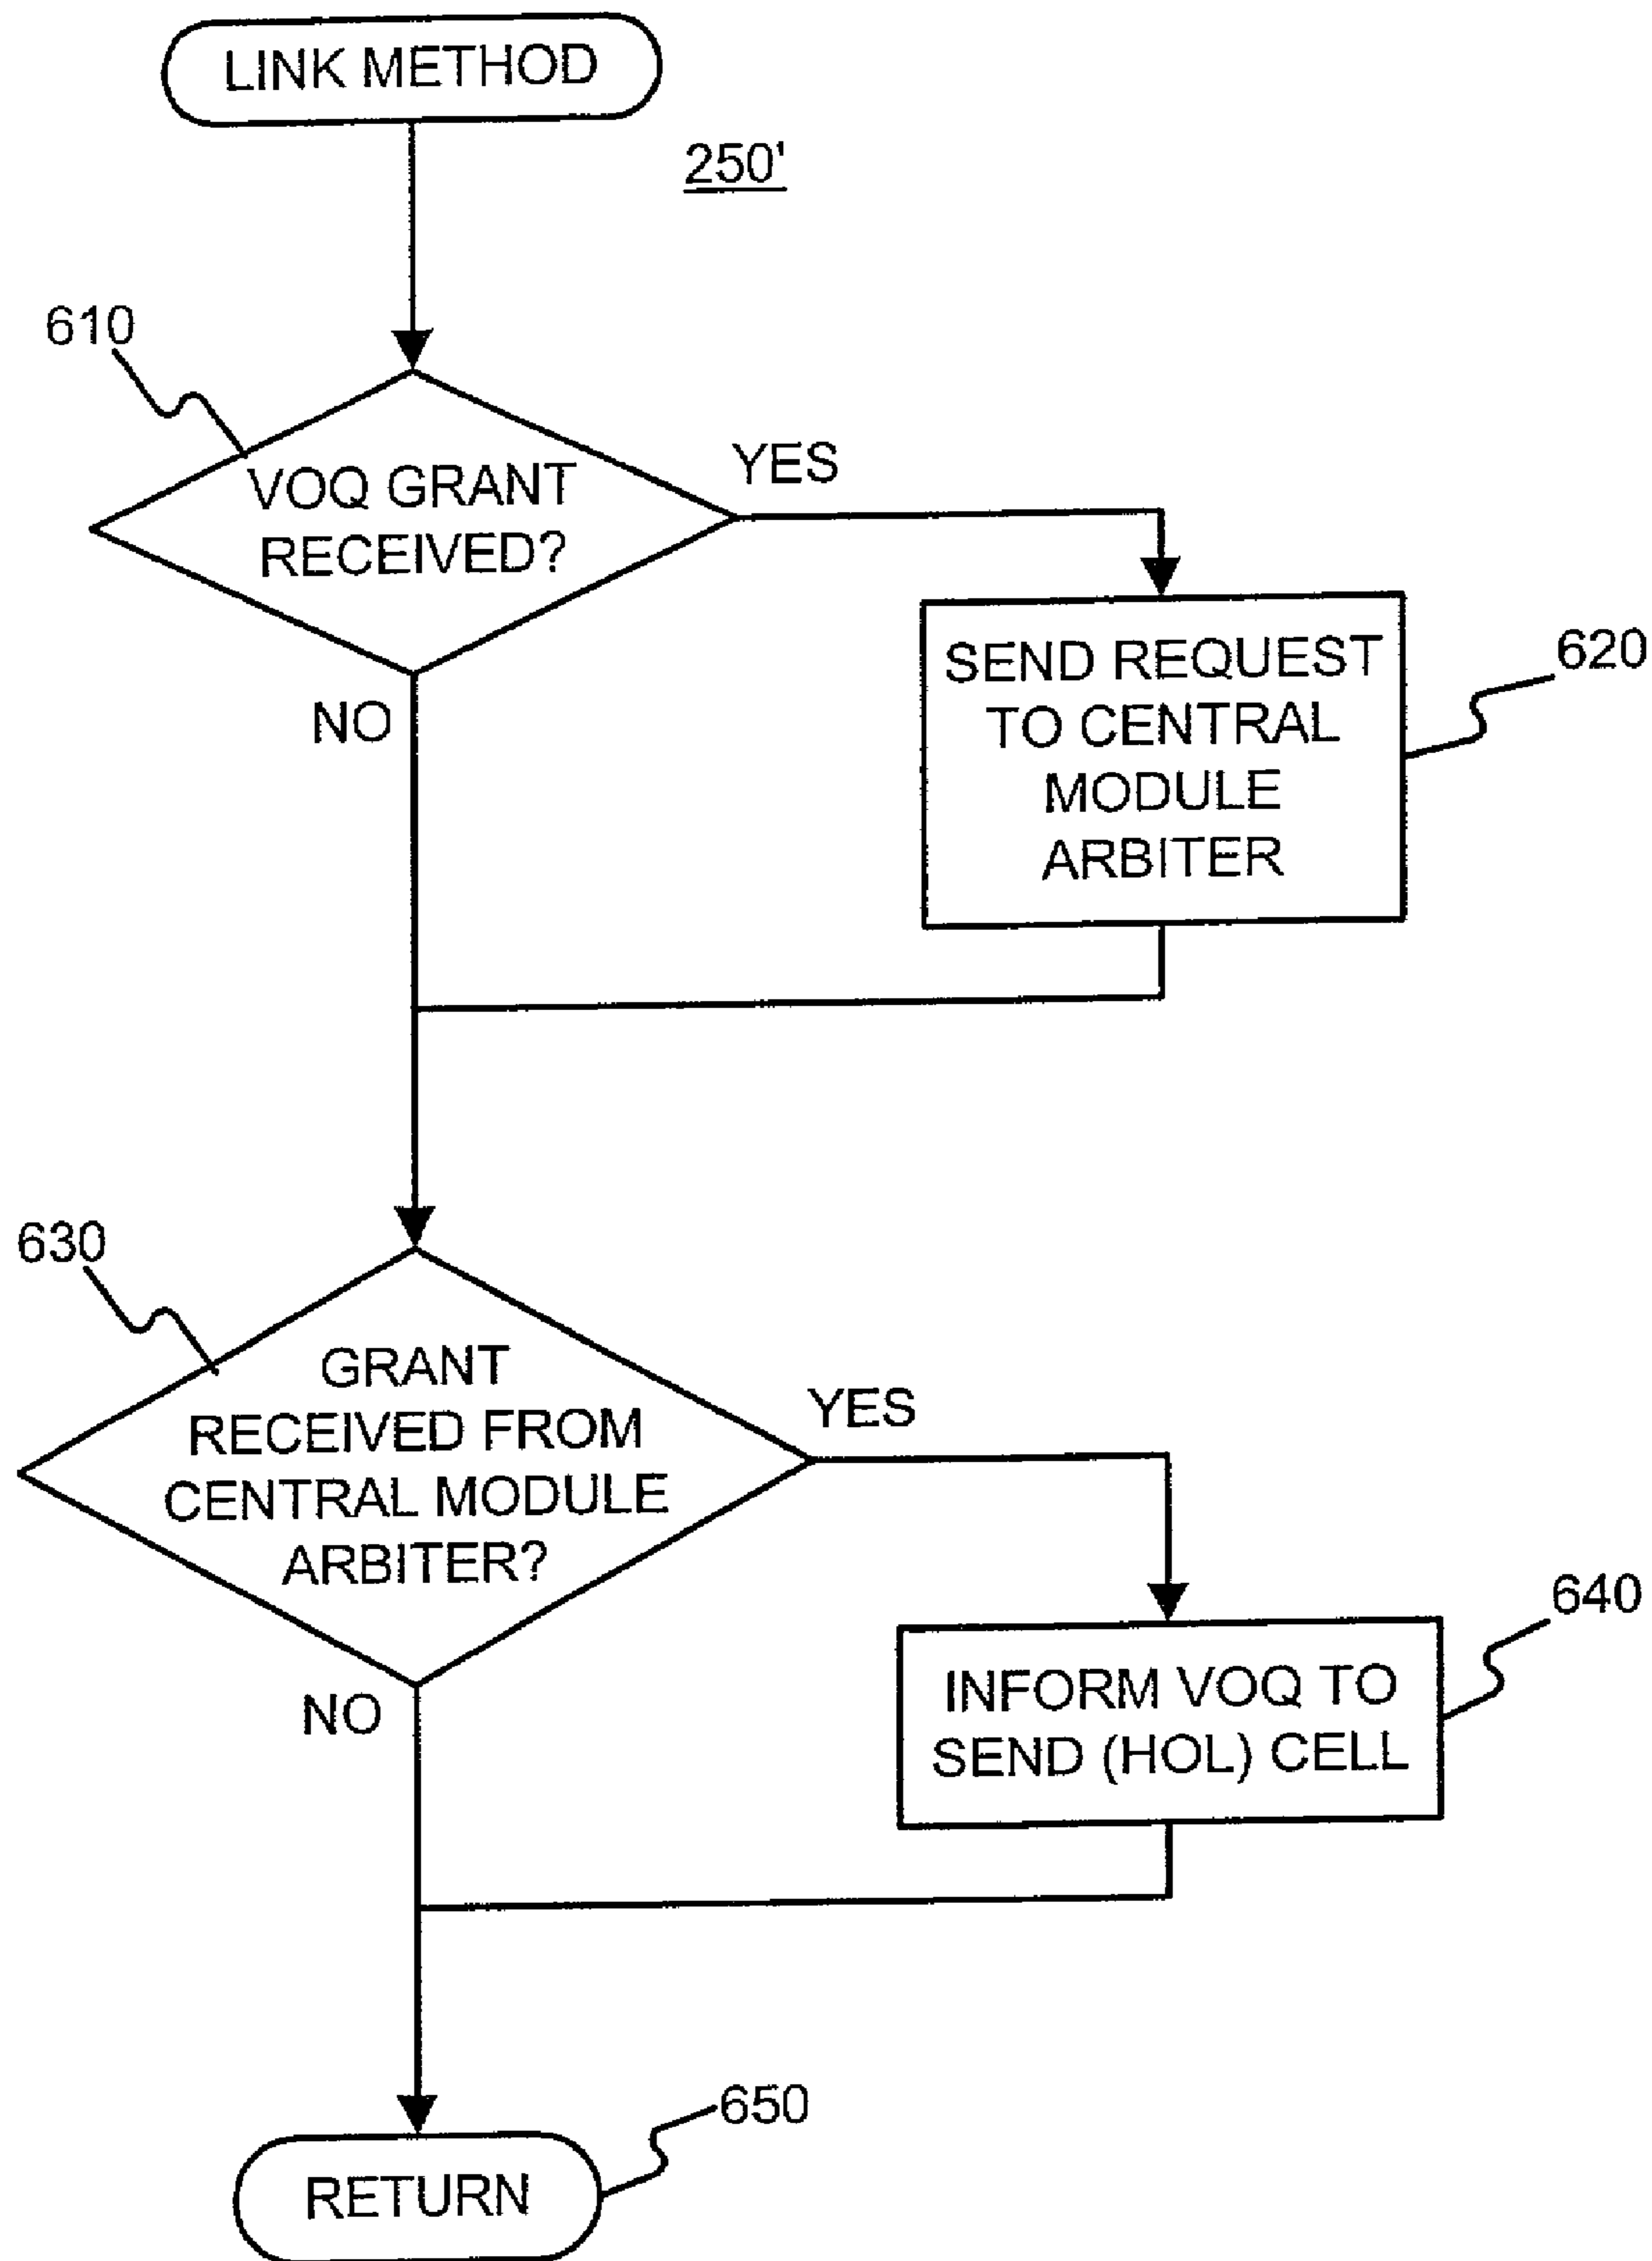 LINK METHOD
250'
610
VOQ GRANT
RECEIVED?
YES
NO
SEND REQUEST
TO CENTRAL
MODULE
ARBITER
620
630
GRANT
RECEIVED FROM
CENTRAL MODULE
ARBITER?
YES
NO
INFORM VOQ TO
SEND (HOL) CELL
640
RETURN
650